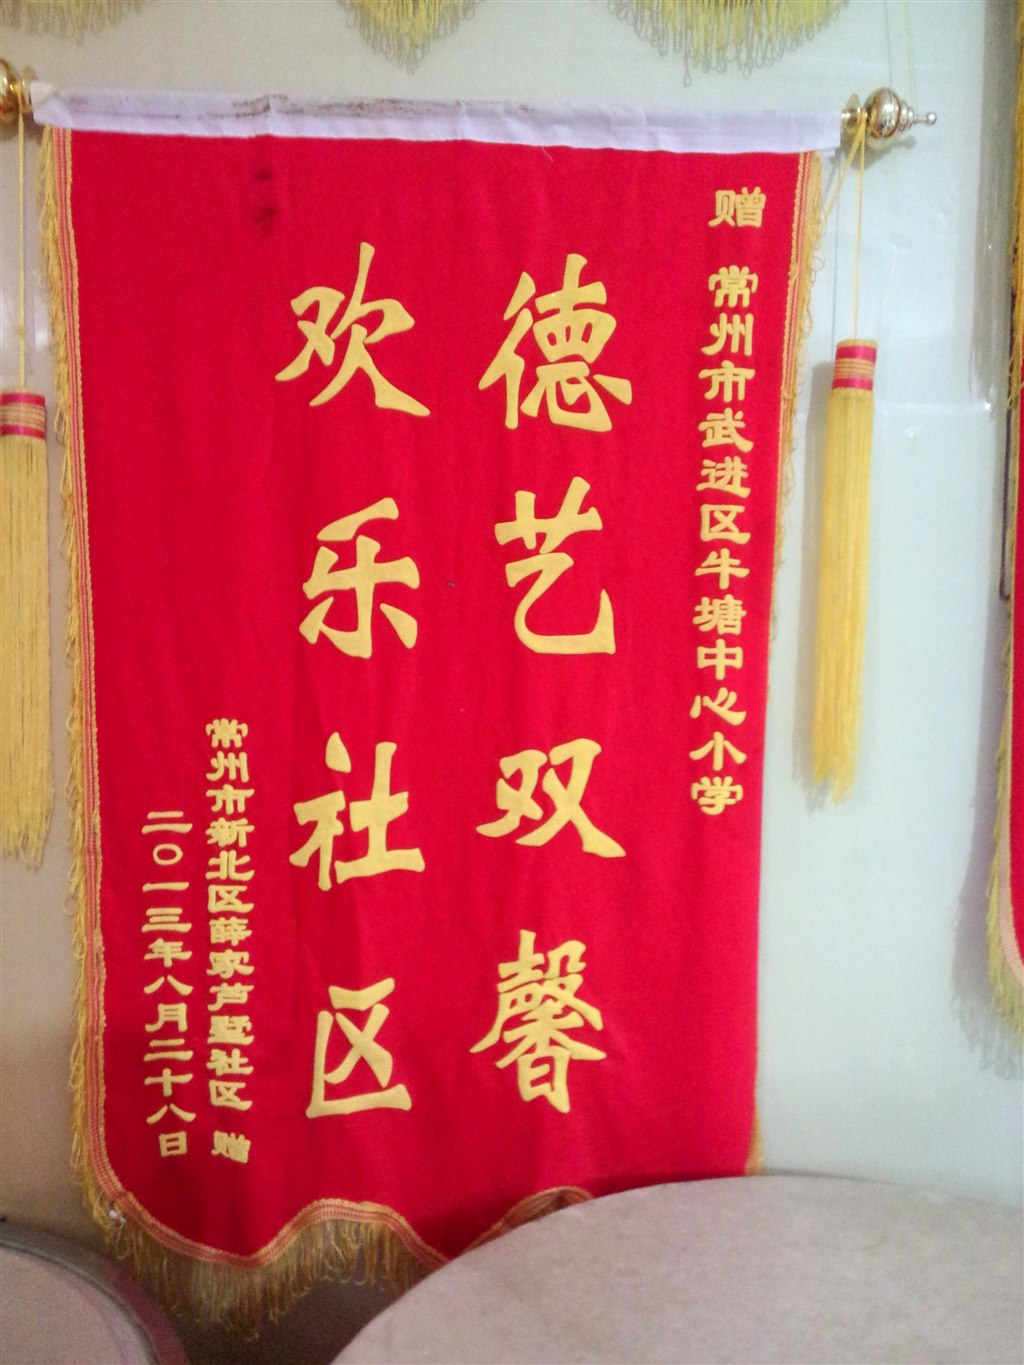 赠 常州市武进区牛塘中心小学
德艺双馨
欢乐社区
常州市新北区薛家芦墅社区 赠
二〇一三年八月二十八日